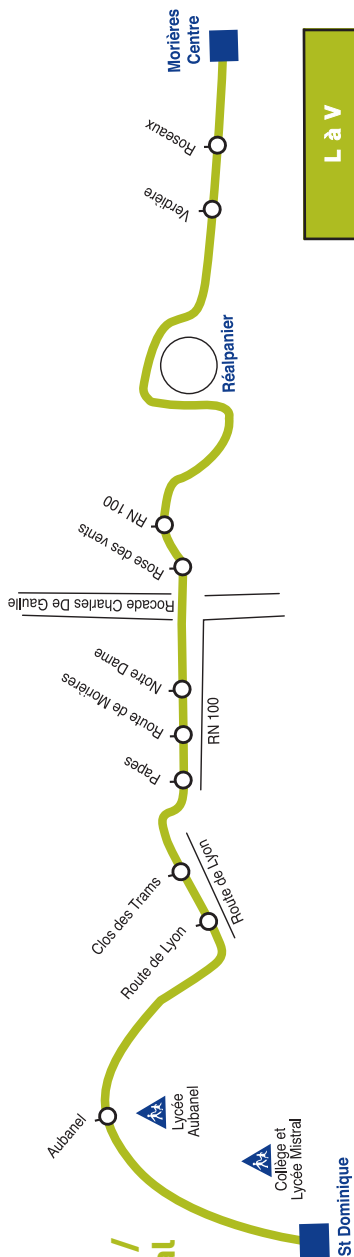 Morières
Centre
Roseaux
Verdière
Réalpanier
RN 100
Rose des vents
Rocade Charles De Gaulle
Notre Dame
Route de Morières
Papes
RN 100
Clos des Trams
Route de Lyon
Route de Lyon
Aubanel
Lycée
Aubanel
Collège et
Lycée Mistral
St Dominique
L à V